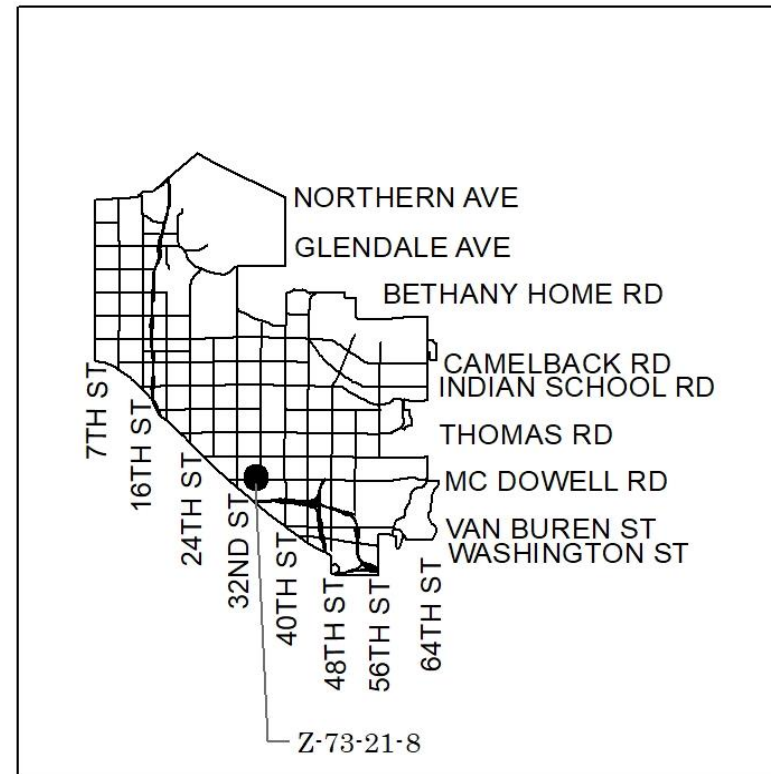 NORTHERN AVE
GLENDALE AVE
BETHANY HOME RD
CAMELBACK RD
INDIAN SCHOOL RD
THOMAS RD
MC DOWELL RD
VAN BUREN ST
WASHINGTON ST
7TH ST
16TH ST
24TH ST
32ND ST
40TH ST
48TH ST
56TH ST
64TH ST
Z-73-21-8